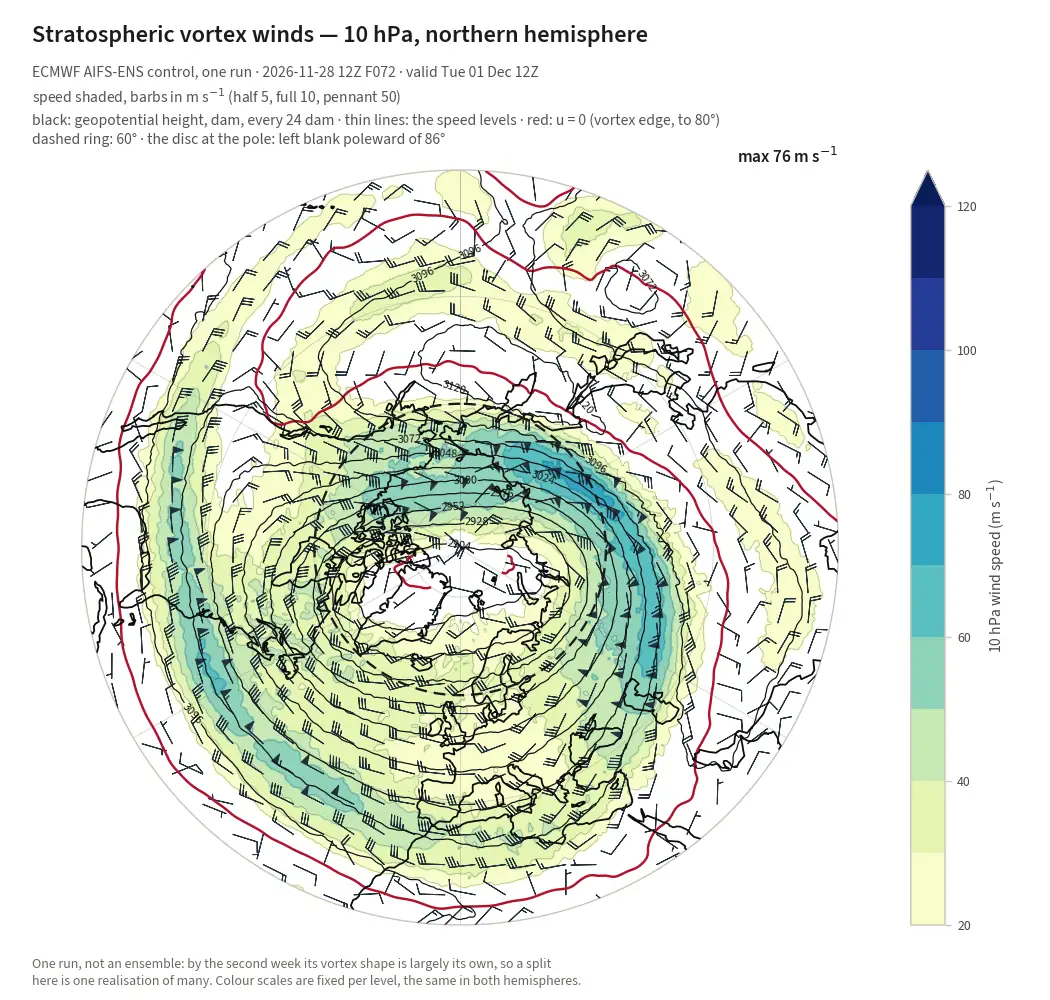 Stratospheric vortex winds — 10 hPa, northern hemisphere
ECMWF AIFS-ENS control, one run · 2026-11-28 12Z F072 · valid Tue 01 Dec 12Z
speed shaded, barbs in m s⁻¹ (half 5, full 10, pennant 50)
black: geopotential height, dam, every 24 dam · thin lines: the speed levels · red: u = 0 (vortex edge, to 80°)
dashed ring: 60° · the disc at the pole: left blank poleward of 86°
max 76 m s⁻¹
3096
3096
3120
3072
3096
3000
2952
2928
2904
3096
120
100
80
60
40
20
10 hPa wind speed (m s⁻¹)
One run, not an ensemble: by the second week its vortex shape is largely its own, so a split
here is one realisation of many. Colour scales are fixed per level, the same in both hemispheres.